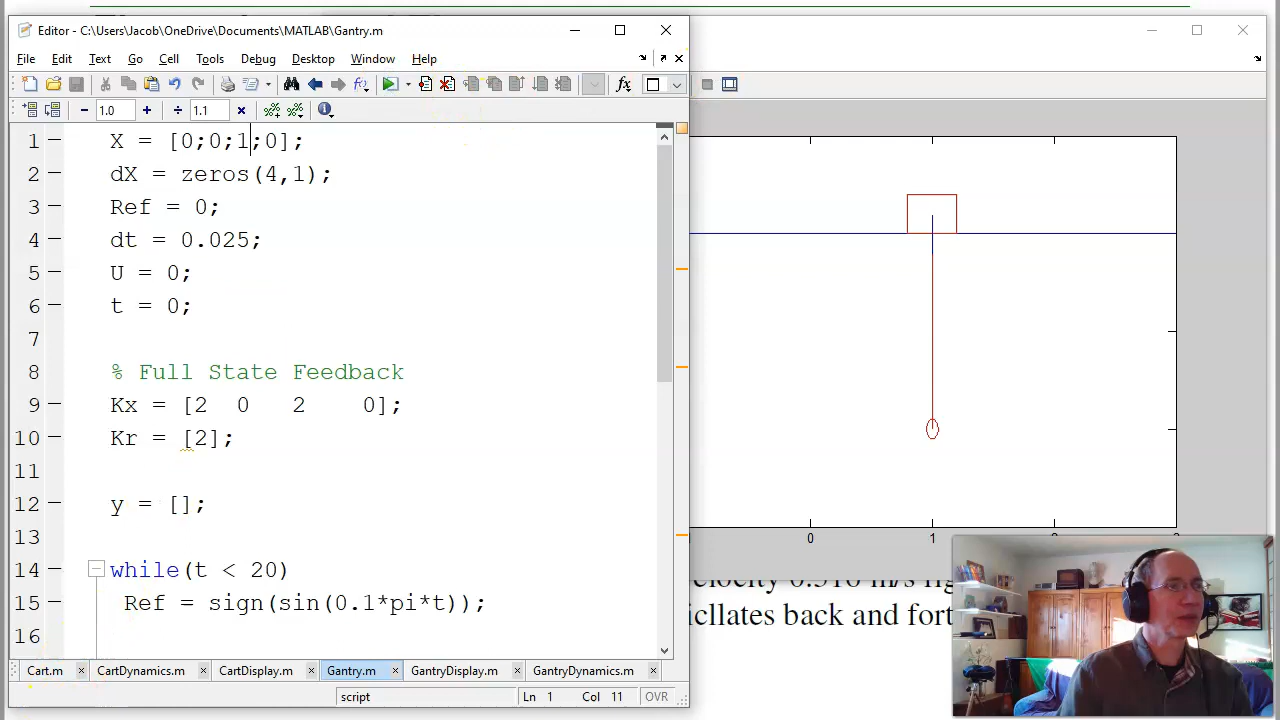 Editor - C:\Users\Jacob\OneDrive\Documents\MATLAB\Gantry.m
File Edit Text Go Cell Tools Debug Desktop Window Help
1.0 1.1
1 X = [0;0;1;0];
2 dX = zeros(4,1);
3 Ref = 0;
4 dt = 0.025;
5 U = 0;
6 t = 0;
7
8 % Full State Feedback
9 Kx = [2 0 2 0];
10 Kr = [2];
11
12 y = [];
13
14 while(t < 20)
15 Ref = sign(sin(0.1*pi*t));
16
Cart.m CartDynamics.m CartDisplay.m Gantry.m GantryDisplay.m GantryDynamics.m
script Ln 1 Col 11 OVR
0 1
icllates back and fort